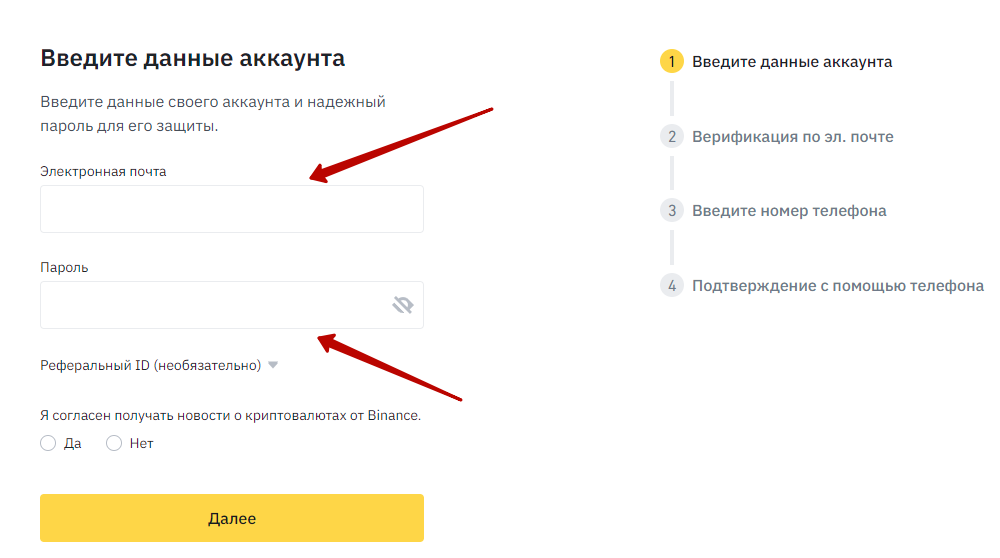 Введите данные аккаунта
Введите данные своего аккаунта и надежный
пароль для его защиты.
Электронная почта
Пароль
Реферальный ID (необязательно)
Я согласен получать новости о криптовалютах от Binance.
Да Нет
Далее
1 Введите данные аккаунта
2 Верификация по эл. почте
3 Введите номер телефона
4 Подтверждение с помощью телефона